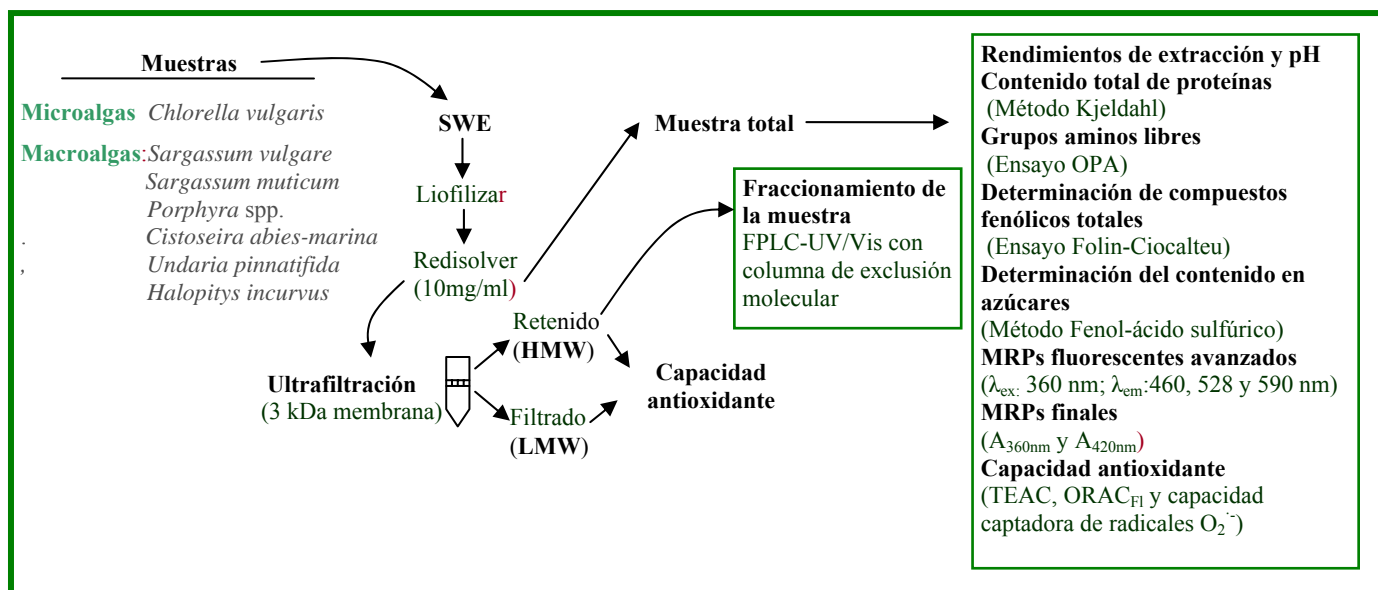 Muestras
Microalgas Chlorella vulgaris
Macroalgas:Sargassum vulgare
Sargassum muticum
Porphyra spp.
. Cistoseira abies-marina
, Undaria pinnatifida
Halopitys incurvus
SWE
Liofilizar
Redisolver
(10mg/ml)
Ultrafiltración
(3 kDa membrana)
Retenido
(HMW)
Filtrado
(LMW)
Capacidad
antioxidante
Muestra total
Fraccionamiento de
la muestra
FPLC-UV/Vis con
columna de exclusión
molecular
Rendimientos de extracción y pH
Contenido total de proteínas
(Método Kjeldahl)
Grupos aminos libres
(Ensayo OPA)
Determinación de compuestos
fenólicos totales
(Ensayo Folin-Ciocalteu)
Determinación del contenido en
azúcares
(Método Fenol-ácido sulfúrico)
MRPs fluorescentes avanzados
(λex: 360 nm; λem:460, 528 y 590 nm)
MRPs finales
(A360nm y A420nm)
Capacidad antioxidante
(TEAC, ORACFl y capacidad
captadora de radicales O2·-)